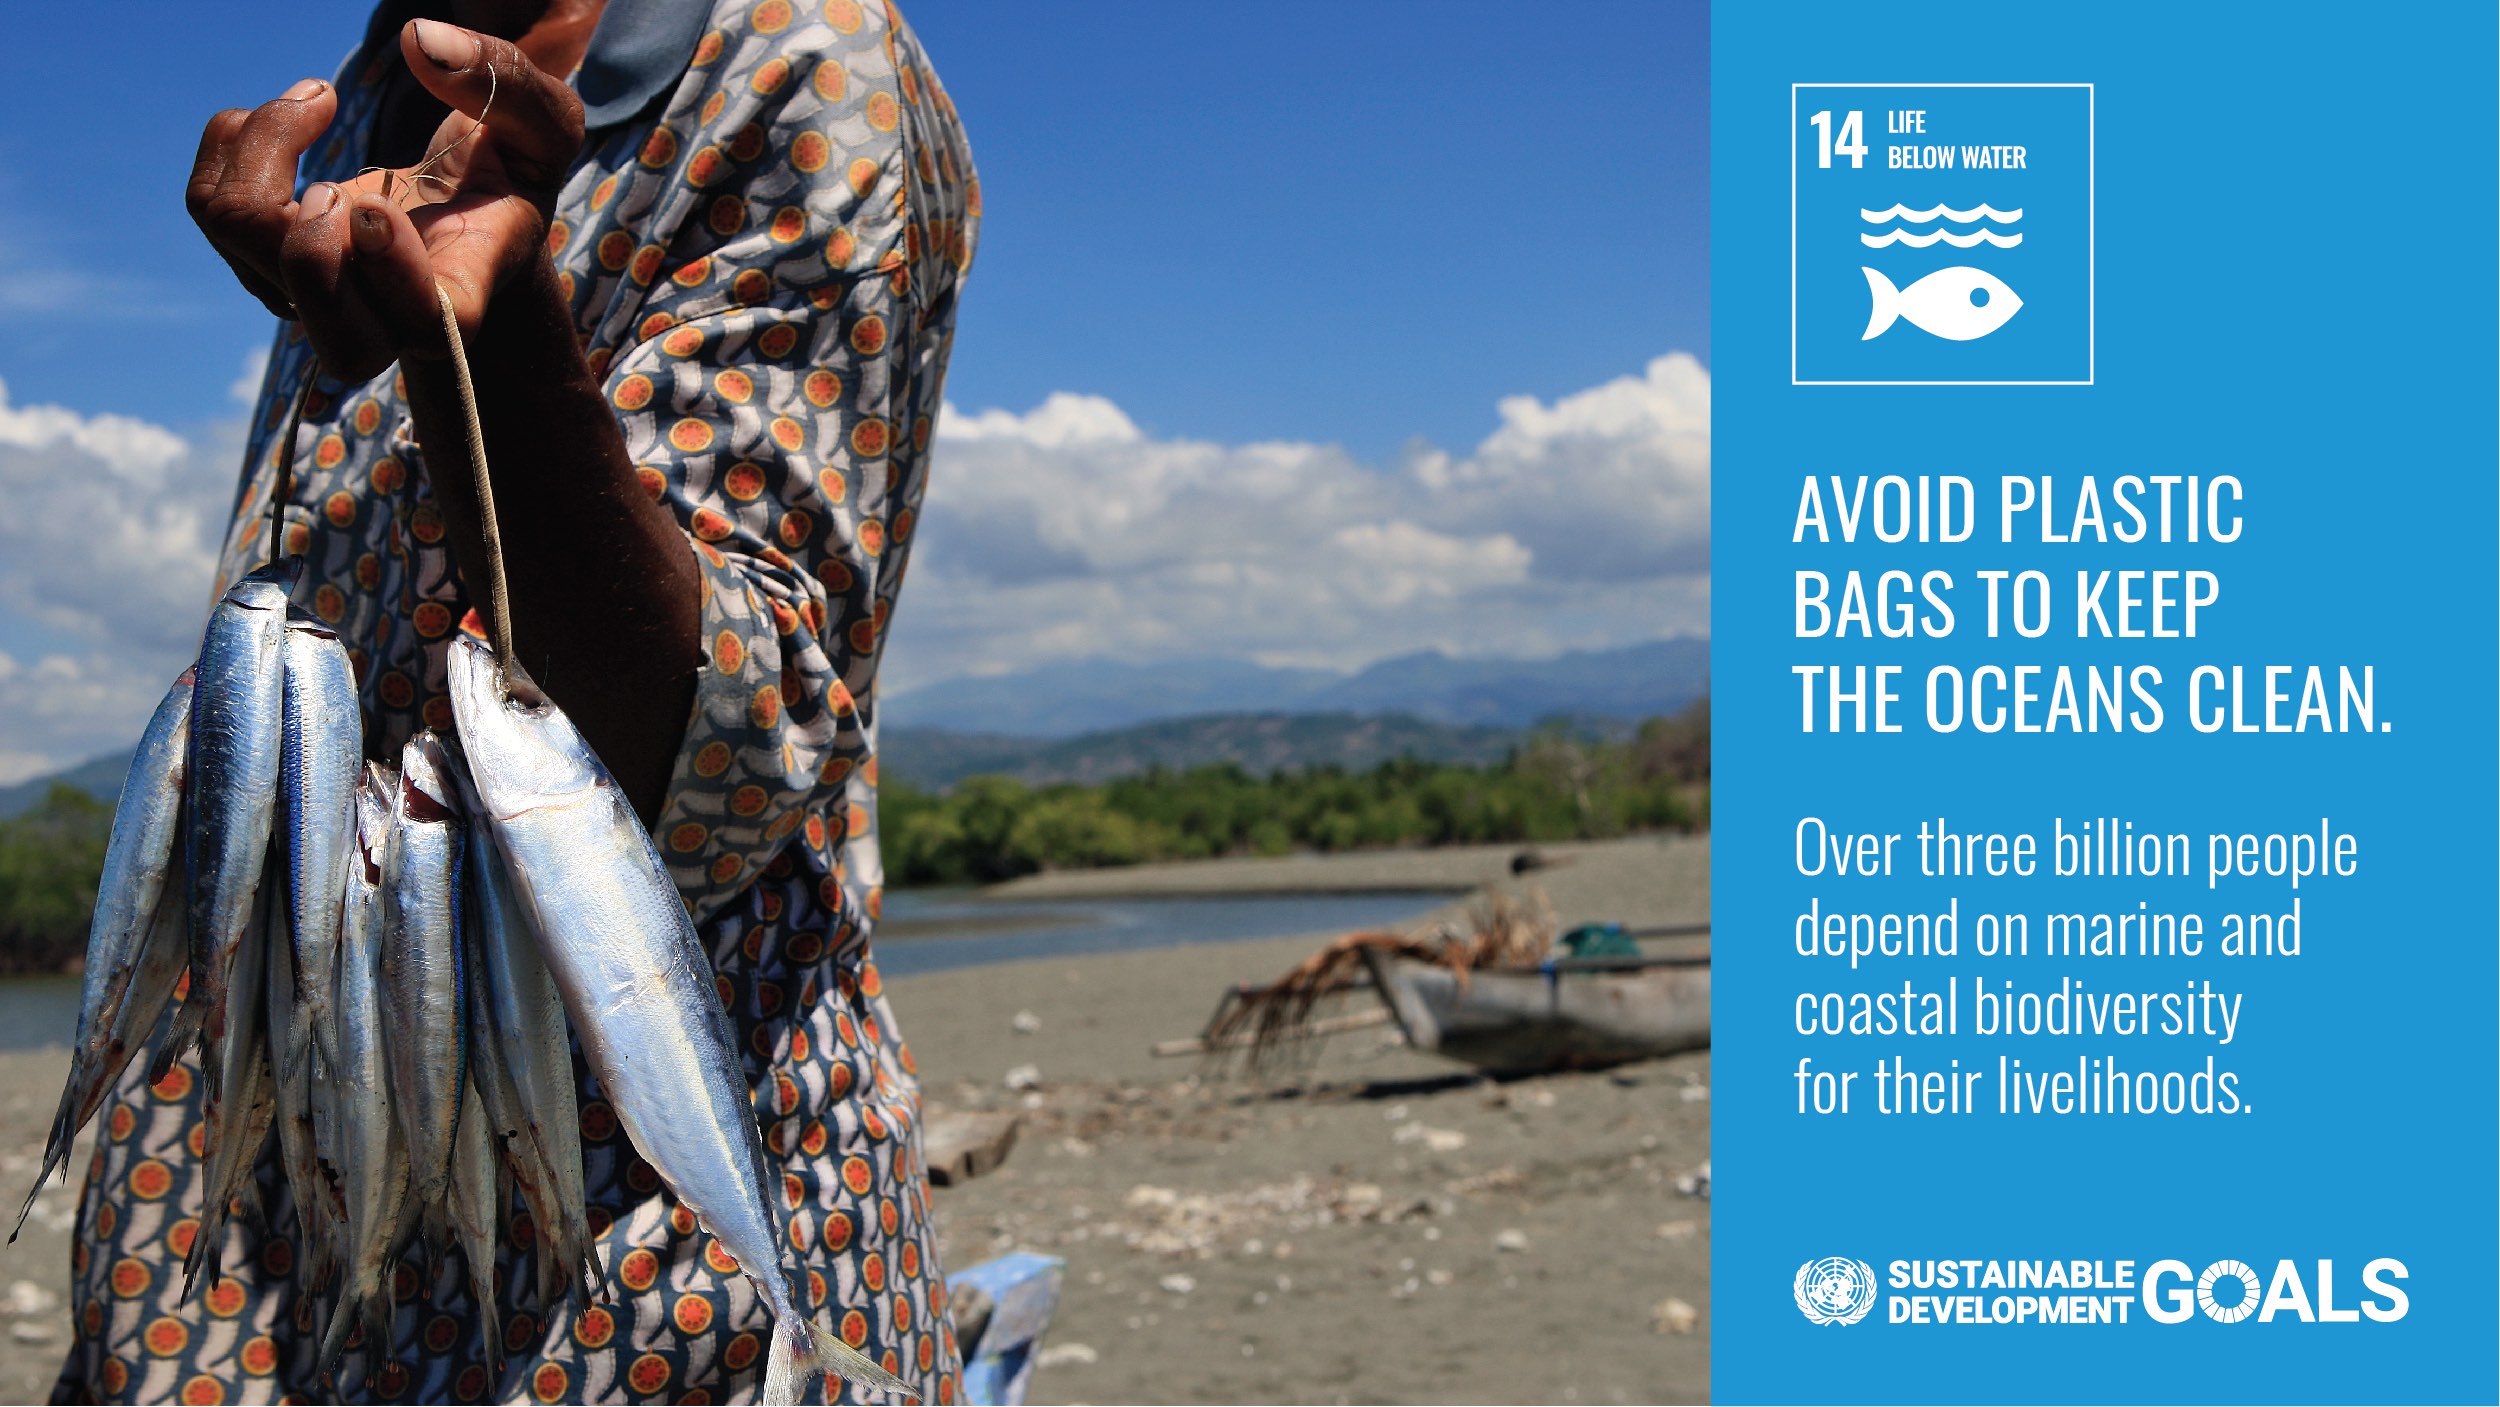 14 LIFE
BELOW WATER
AVOID PLASTIC
BAGS TO KEEP
THE OCEANS CLEAN.
Over three billion people
depend on marine and
coastal biodiversity
for their livelihoods.
SUSTAINABLE
DEVELOPMENT GOALS